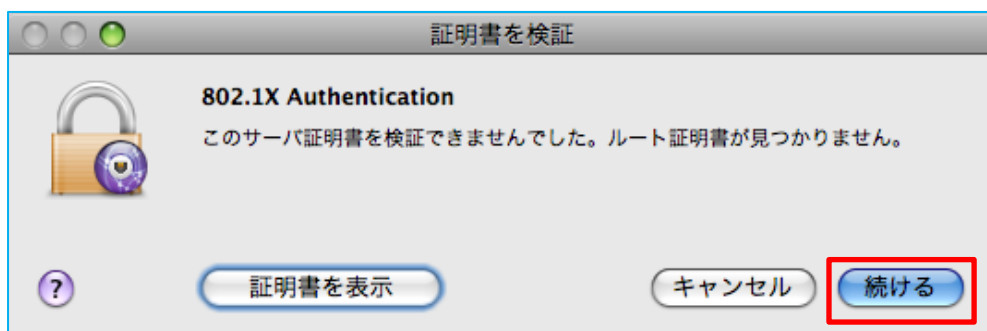 証明書を検証
802.1X Authentication
このサーバ証明書を検証できませんでした。ルート証明書が見つかりません。
?
証明書を表示
キャンセル
続ける